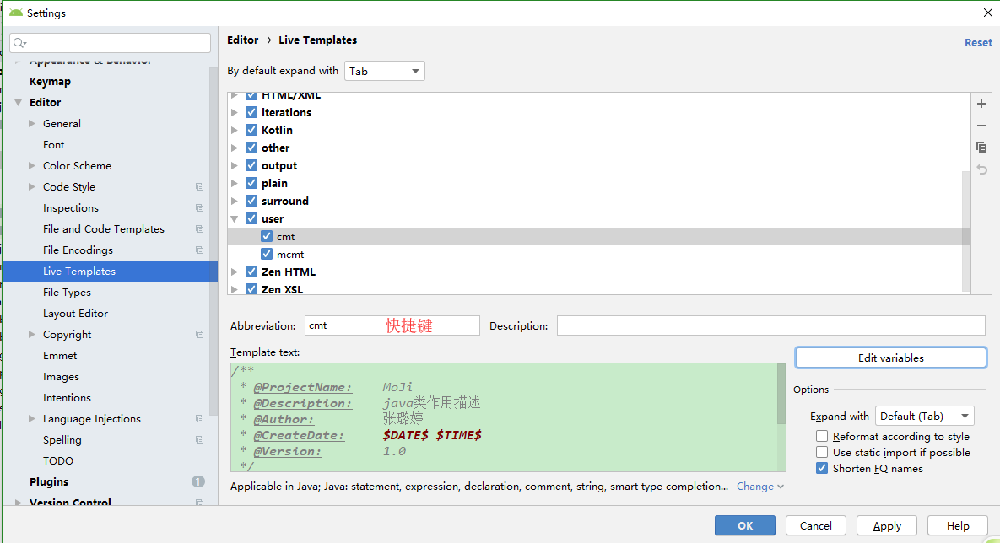 Settings
Editor › Live Templates
Reset
By default expand with Tab
Appearance & Behavior
Keymap
Editor
General
Font
Color Scheme
Code Style
Inspections
File and Code Templates
File Encodings
Live Templates
File Types
Layout Editor
Copyright
Emmet
Images
Intentions
Language Injections
Spelling
TODO
Plugins 1
Version Control
HTML/XML
iterations
Kotlin
other
output
plain
surround
user
cmt
mcmt
Zen HTML
Zen XSL
Abbreviation: cmt 快捷键 Description:
Template text:
/**
* @ProjectName: MoJi
* @Description: java类作用描述
* @Author: 张璐婷
* @CreateDate: $DATE$ $TIME$
* @Version: 1.0
*/
Edit variables
Options
Expand with Default (Tab)
Reformat according to style
Use static import if possible
Shorten FQ names
Applicable in Java; Java: statement, expression, declaration, comment, string, smart type completion... Change
OK Cancel Apply Help